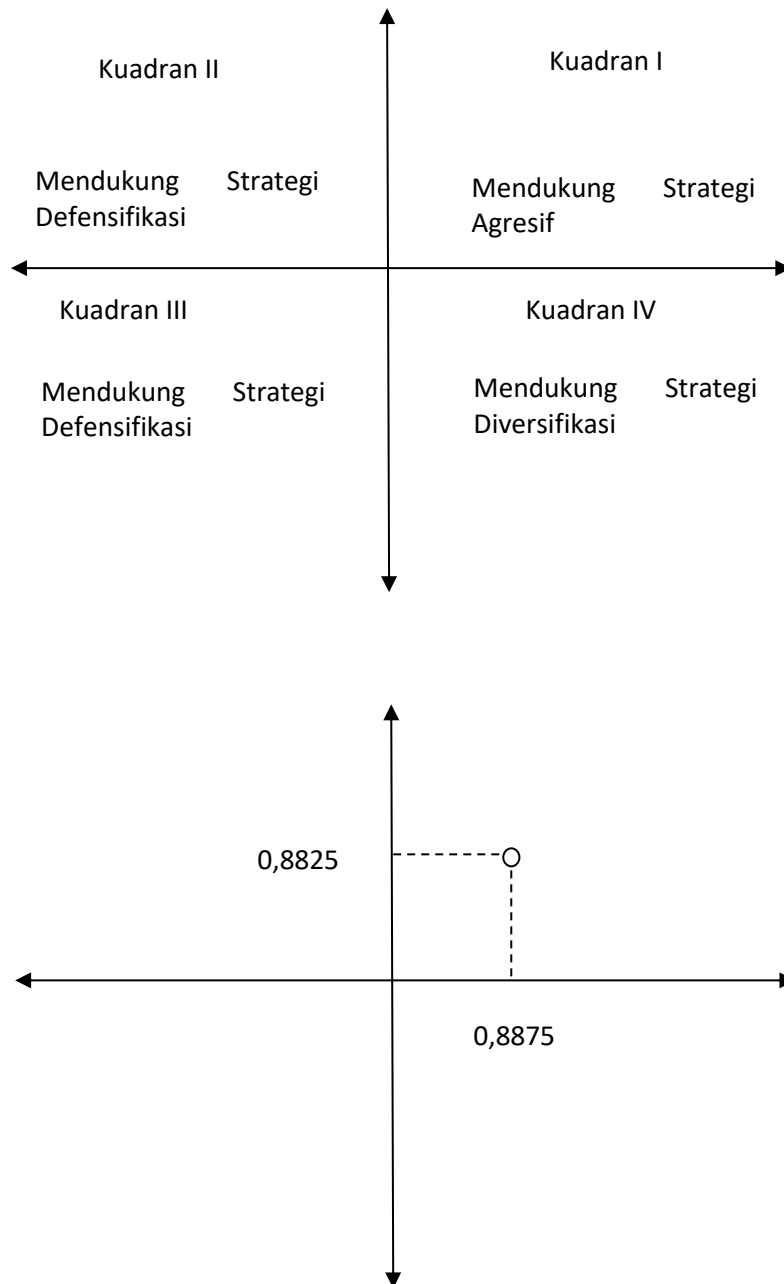 Kuadran II
Kuadran I
Mendukung Strategi
Defensifikasi
Mendukung Strategi
Agresif
Kuadran III
Kuadran IV
Mendukung Strategi
Defensifikasi
Mendukung Strategi
Diversifikasi
0,8825
0,8875